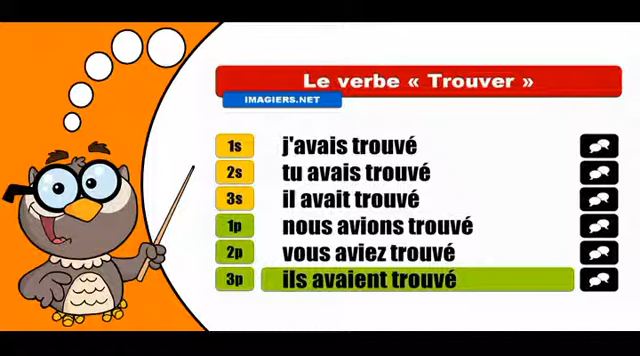 Le verbe « Trouver »
IMAGIERS.NET
1s j'avais trouvé
2s tu avais trouvé
3s il avait trouvé
1p nous avions trouvé
2p vous aviez trouvé
3p ils avaient trouvé